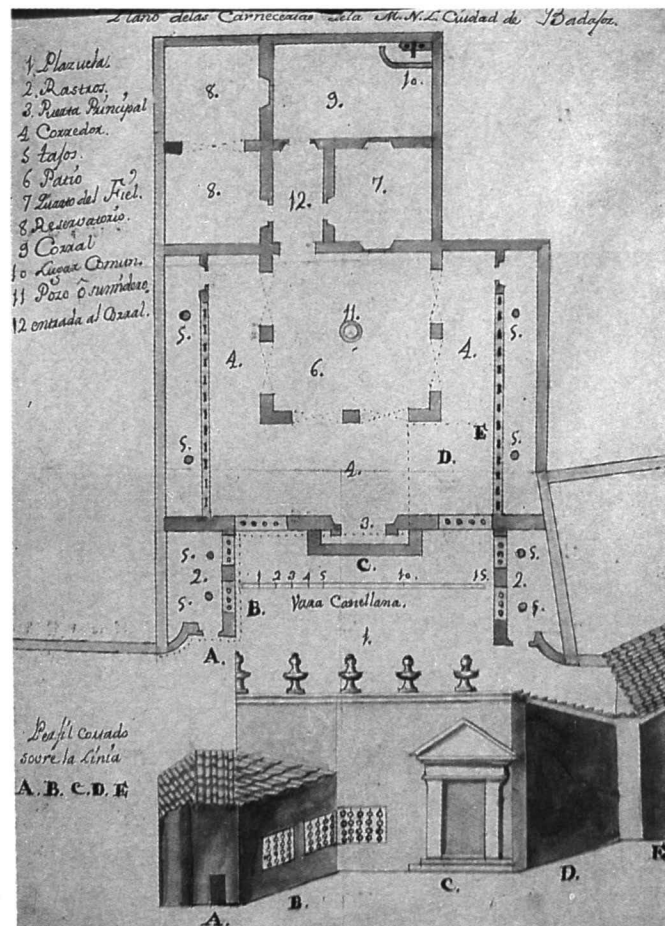 Plano delas Carnecerias dela M. N. L. Ciudad de Badajoz.
1 Plazuela.
2. Rastros.
3. Puerta Principal
4 Corredor.
5 tajos.
6 Patio
7 Quarto del Fiel.
8 Reservatorio.
9 Corral
10 Lugar Comun.
11 Pozo ô sumidero.
12 entrada al Corral.
8. 9. 10.
8. 12. 7.
5. 4. 11. 4. 5.
6.
5. 4. D. E 5.
3.
5. C. 5.
2. 1 2 3 4 5 10 15. 2.
5. B. Vara Castellana. 5.
A. 1.
Perfil cortado
sovre la Linia
A. B. C. D. E
A. B. C. D. E